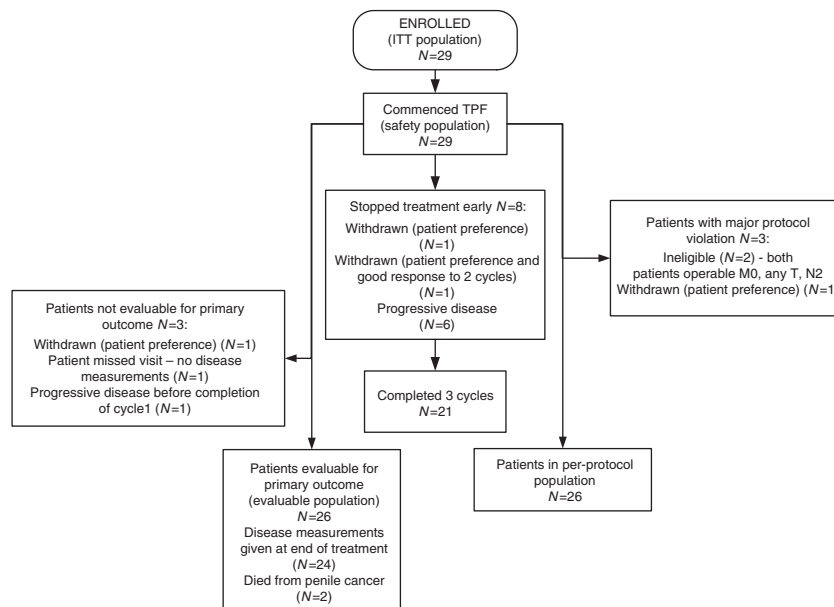 ENROLLED
(ITT population)
N=29
Commenced TPF
(safety population)
N=29
Stopped treatment early N=8:
Withdrawn (patient preference)
(N=1)
Withdrawn (patient preference and
good response to 2 cycles)
(N=1)
Progressive disease
(N=6)
Patients with major protocol
violation N=3:
Ineligible (N=2) - both
patients operable M0, any T, N2
Withdrawn (patient preference) (N=1
Patients not evaluable for primary
outcome N=3:
Withdrawn (patient preference) (N=1)
Patient missed visit – no disease
measurements (N=1)
Progressive disease before completion
of cycle1 (N=1)
Completed 3 cycles
N=21
Patients evaluable for
primary outcome
(evaluable population)
N=26
Disease measurements
given at end of treatment
(N=24)
Died from penile cancer
(N=2)
Patients in per-protocol
population
N=26